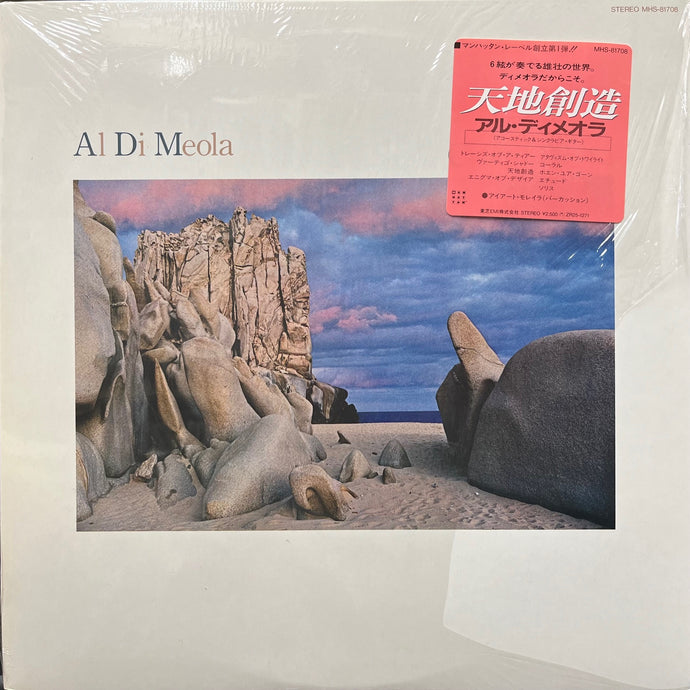 STEREO MHS-81708
マンハッタン・レーベル創立第1弾!! MHS-81708
6絃が奏でる雄壮の世界。
ディメオラだからこそ。
天地創造
アル・ディメオラ
(アコースティック&シンクラビア・ギター)
トレーシズ・オブ・ア・ティアー アタヴィズム・オブ・トワイライト
ヴァーティゴ・シャドー コーラル
天地創造 ホエン・ユア・ゴーン
エニグマ・オブ・デザイア エチュード
ソリス
●アイアート・モレイラ(パーカッション)
東芝EMI株式会社 STEREO ¥2,500 ZR25-1271
Al Di Meola